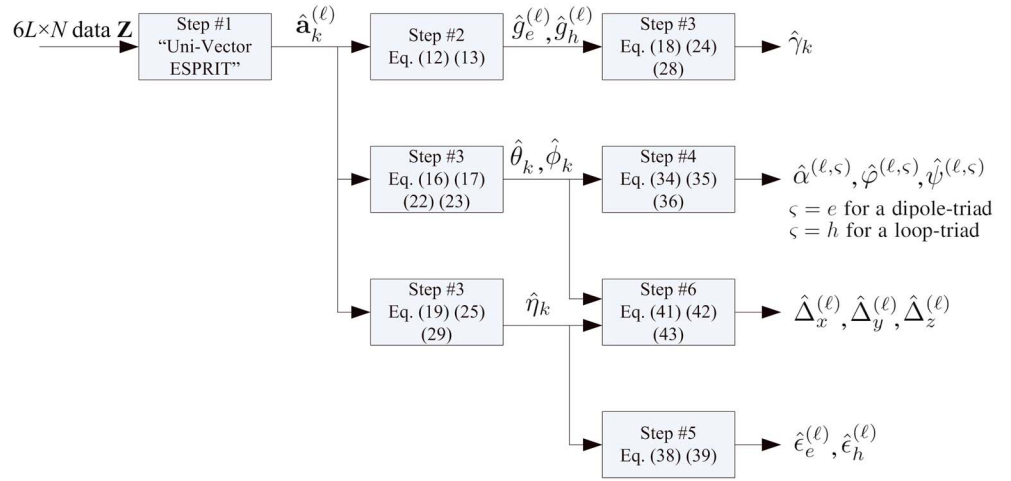 6L×N data Z
Step #1
“Uni-Vector
ESPRIT”
â_k^(ℓ)
Step #2
Eq. (12) (13)
ĝ_e^(ℓ), ĝ_h^(ℓ)
Step #3
Eq. (18) (24)
(28)
γ̂_k
Step #3
Eq. (16) (17)
(22) (23)
θ̂_k, ϕ̂_k
Step #4
Eq. (34) (35)
(36)
α̂^(ℓ,ς), φ̂^(ℓ,ς), ψ̂^(ℓ,ς)
ς = e for a dipole-triad
ς = h for a loop-triad
Step #3
Eq. (19) (25)
(29)
η̂_k
Step #6
Eq. (41) (42)
(43)
Δ̂_x^(ℓ), Δ̂_y^(ℓ), Δ̂_z^(ℓ)
Step #5
Eq. (38) (39)
ϵ̂_e^(ℓ), ϵ̂_h^(ℓ)